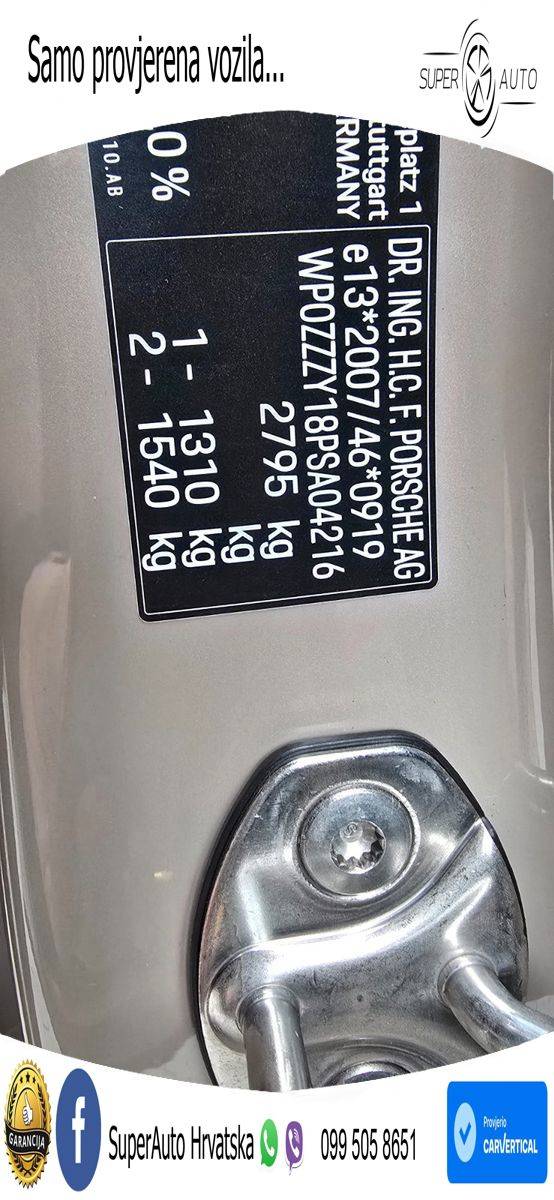 Samo provjerena vozila...
SUPER AUTO
platz 1
tuttgart
RMANY
0%
10.AB
DR. ING. H.C. F. PORSCHE AG
e13*2007/46*0919
WP0ZZZY18PSA04216
2795 kg
kg
1 - 1310 kg
2 - 1540 kg
GARANCIJA
f
SuperAuto Hrvatska
099 505 8651
Provjerio
CARVERTICAL